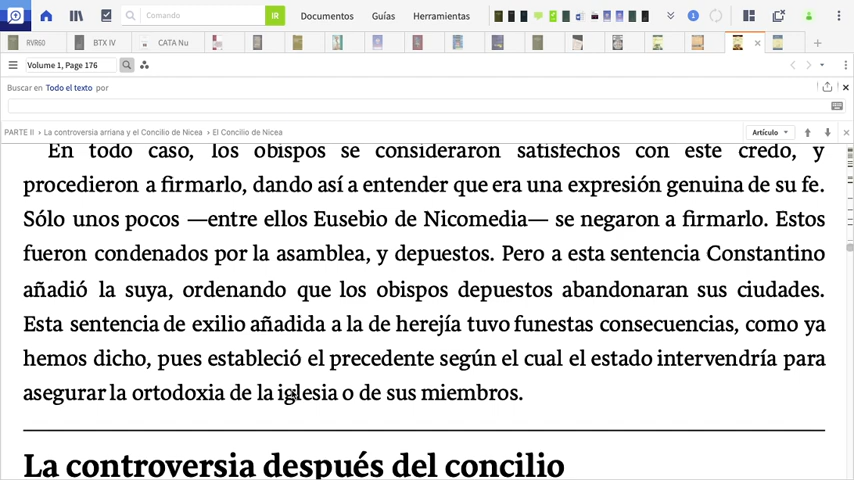 Comando
IR
Documentos
Guías
Herramientas
1
RVR60
BTX IV
CATA Nu
Volume 1, Page 176
Buscar en Todo el texto por
PARTE II › La controversia arriana y el Concilio de Nicea › El Concilio de Nicea
Artículo
En todo caso, los obispos se consideraron satisfechos con este credo, y
procedieron a firmarlo, dando así a entender que era una expresión genuina de su fe.
Sólo unos pocos —entre ellos Eusebio de Nicomedia— se negaron a firmarlo. Estos
fueron condenados por la asamblea, y depuestos. Pero a esta sentencia Constantino
añadió la suya, ordenando que los obispos depuestos abandonaran sus ciudades.
Esta sentencia de exilio añadida a la de herejía tuvo funestas consecuencias, como ya
hemos dicho, pues estableció el precedente según el cual el estado intervendría para
asegurar la ortodoxia de la iglesia o de sus miembros.
La controversia después del concilio